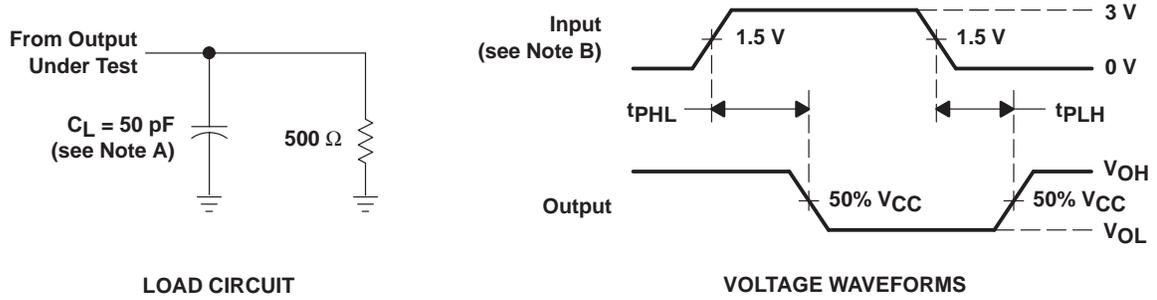 From Output
Under Test
CL = 50 pF
(see Note A)
500 Ω
LOAD CIRCUIT
Input
(see Note B)
1.5 V
1.5 V
3 V
0 V
tPHL
tPLH
Output
50% VCC
50% VCC
VOH
VOL
VOLTAGE WAVEFORMS